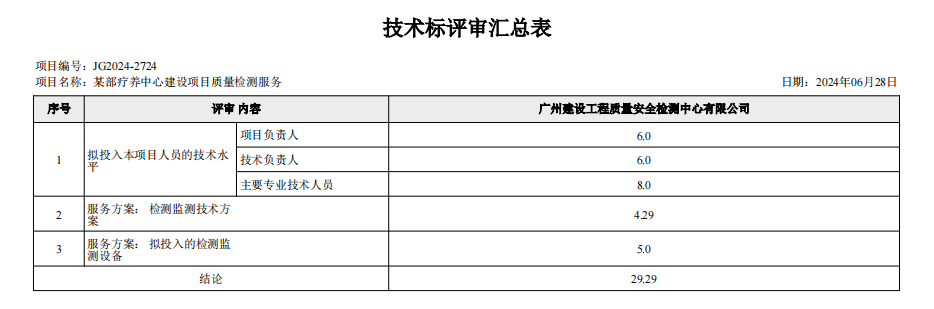 技术标评审汇总表
项目编号：JG2024-2724
项目名称：某部疗养中心建设项目质量检测服务 日期：2024年06月28日
序号 评审 内容 广州建设工程质量安全检测中心有限公司
1 拟投入本项目人员的技术水
平
项目负责人 6.0
技术负责人 6.0
主要专业技术人员 8.0
2 服务方案： 检测监测技术方
案 4.29
3 服务方案： 拟投入的检测监
测设备 5.0
结论 29.29